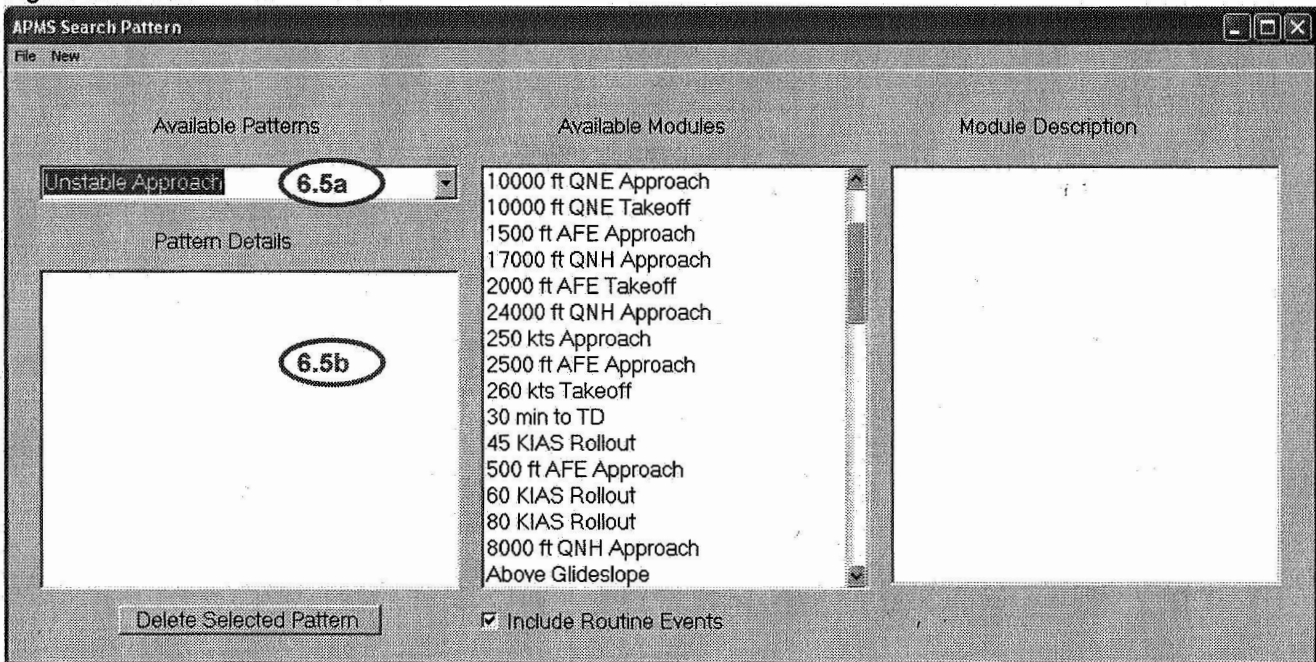 APMS Search Pattern
File New
Available Patterns
Unstable Approach
6.5a
Pattern Details
6.5b
Delete Selected Pattern
Available Modules
10000 ft QNE Approach
10000 ft QNE Takeoff
1500 ft AFE Approach
17000 ft QNH Approach
2000 ft AFE Takeoff
24000 ft QNH Approach
250 kts Approach
2500 ft AFE Approach
260 kts Takeoff
30 min to TD
45 KIAS Rollout
500 ft AFE Approach
60 KIAS Rollout
80 KIAS Rollout
8000 ft QNH Approach
Above Glideslope
Include Routine Events
Module Description